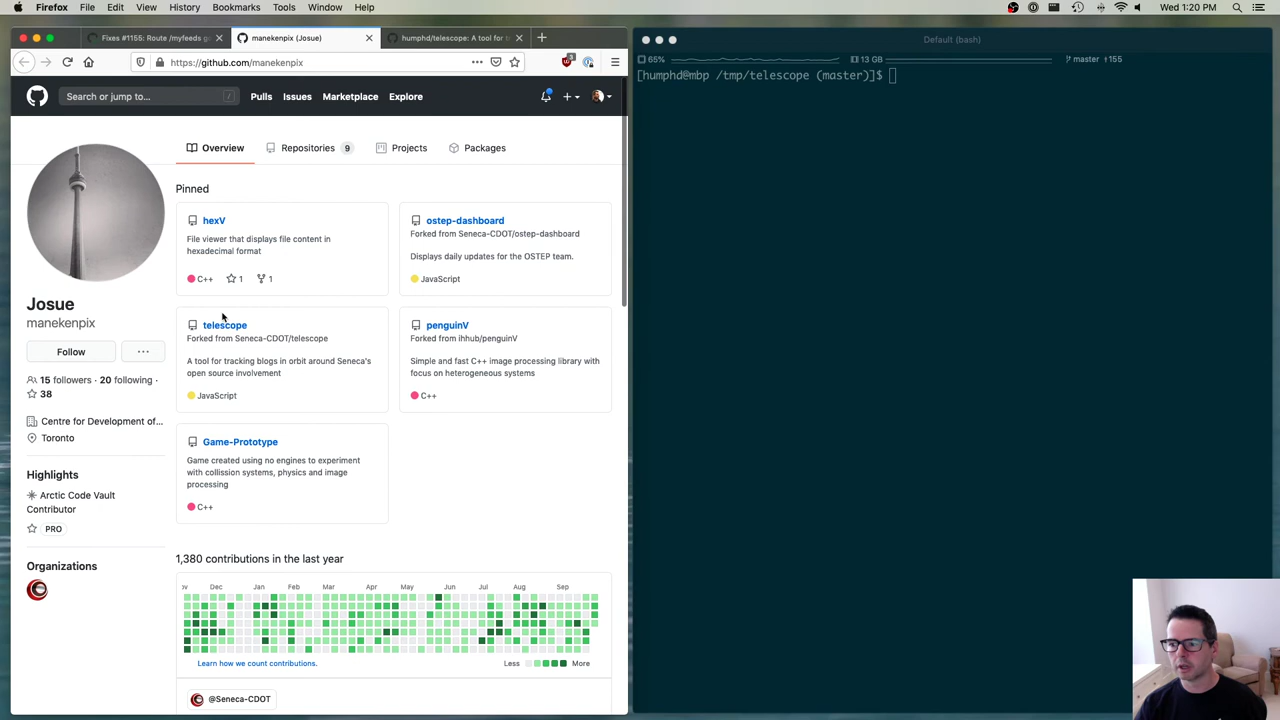 Firefox File Edit View History Bookmarks Tools Window Help Mon 1:20 PM
Fixes #1155: Route /myfeeds g
manekenpix (Josue)
humphd/telescope: A tool for t
https://github.com/manekenpix
Search or jump to... /
Pulls Issues Marketplace Explore
Overview Repositories 9 Projects Packages
Pinned
hexV
File viewer that displays file content in
hexadecimal format
C++ 1 1
ostep-dashboard
Forked from Seneca-CDOT/ostep-dashboard
Displays daily updates for the OSTEP team.
JavaScript
telescope
Forked from Seneca-CDOT/telescope
A tool for tracking blogs in orbit around Seneca's
open source involvement
JavaScript
penguinV
Forked from ihhub/penguinV
Simple and fast C++ image processing library with
focus on heterogeneous systems
C++
Game-Prototype
Game created using no engines to experiment
with collission systems, physics and image
processing
C++
Josue
manekenpix
Follow ...
15 followers · 20 following ·
38
Centre for Development of...
Toronto
Highlights
Arctic Code Vault
Contributor
PRO
Organizations
1,380 contributions in the last year
ov Dec Jan Feb Mar Apr May Jun Jul Aug Sep
Learn how we count contributions. Less More
@Seneca-CDOT
Default (bash)
65% 13 GB master ↑155
[humphd@mbp /tmp/telescope (master)]$